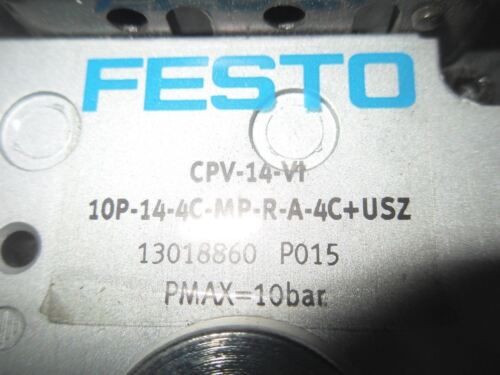 FESTO
CPV-14-VI
10P-14-4C-MP-R-A-4C+USZ
13018860 P015
PMAX=10bar